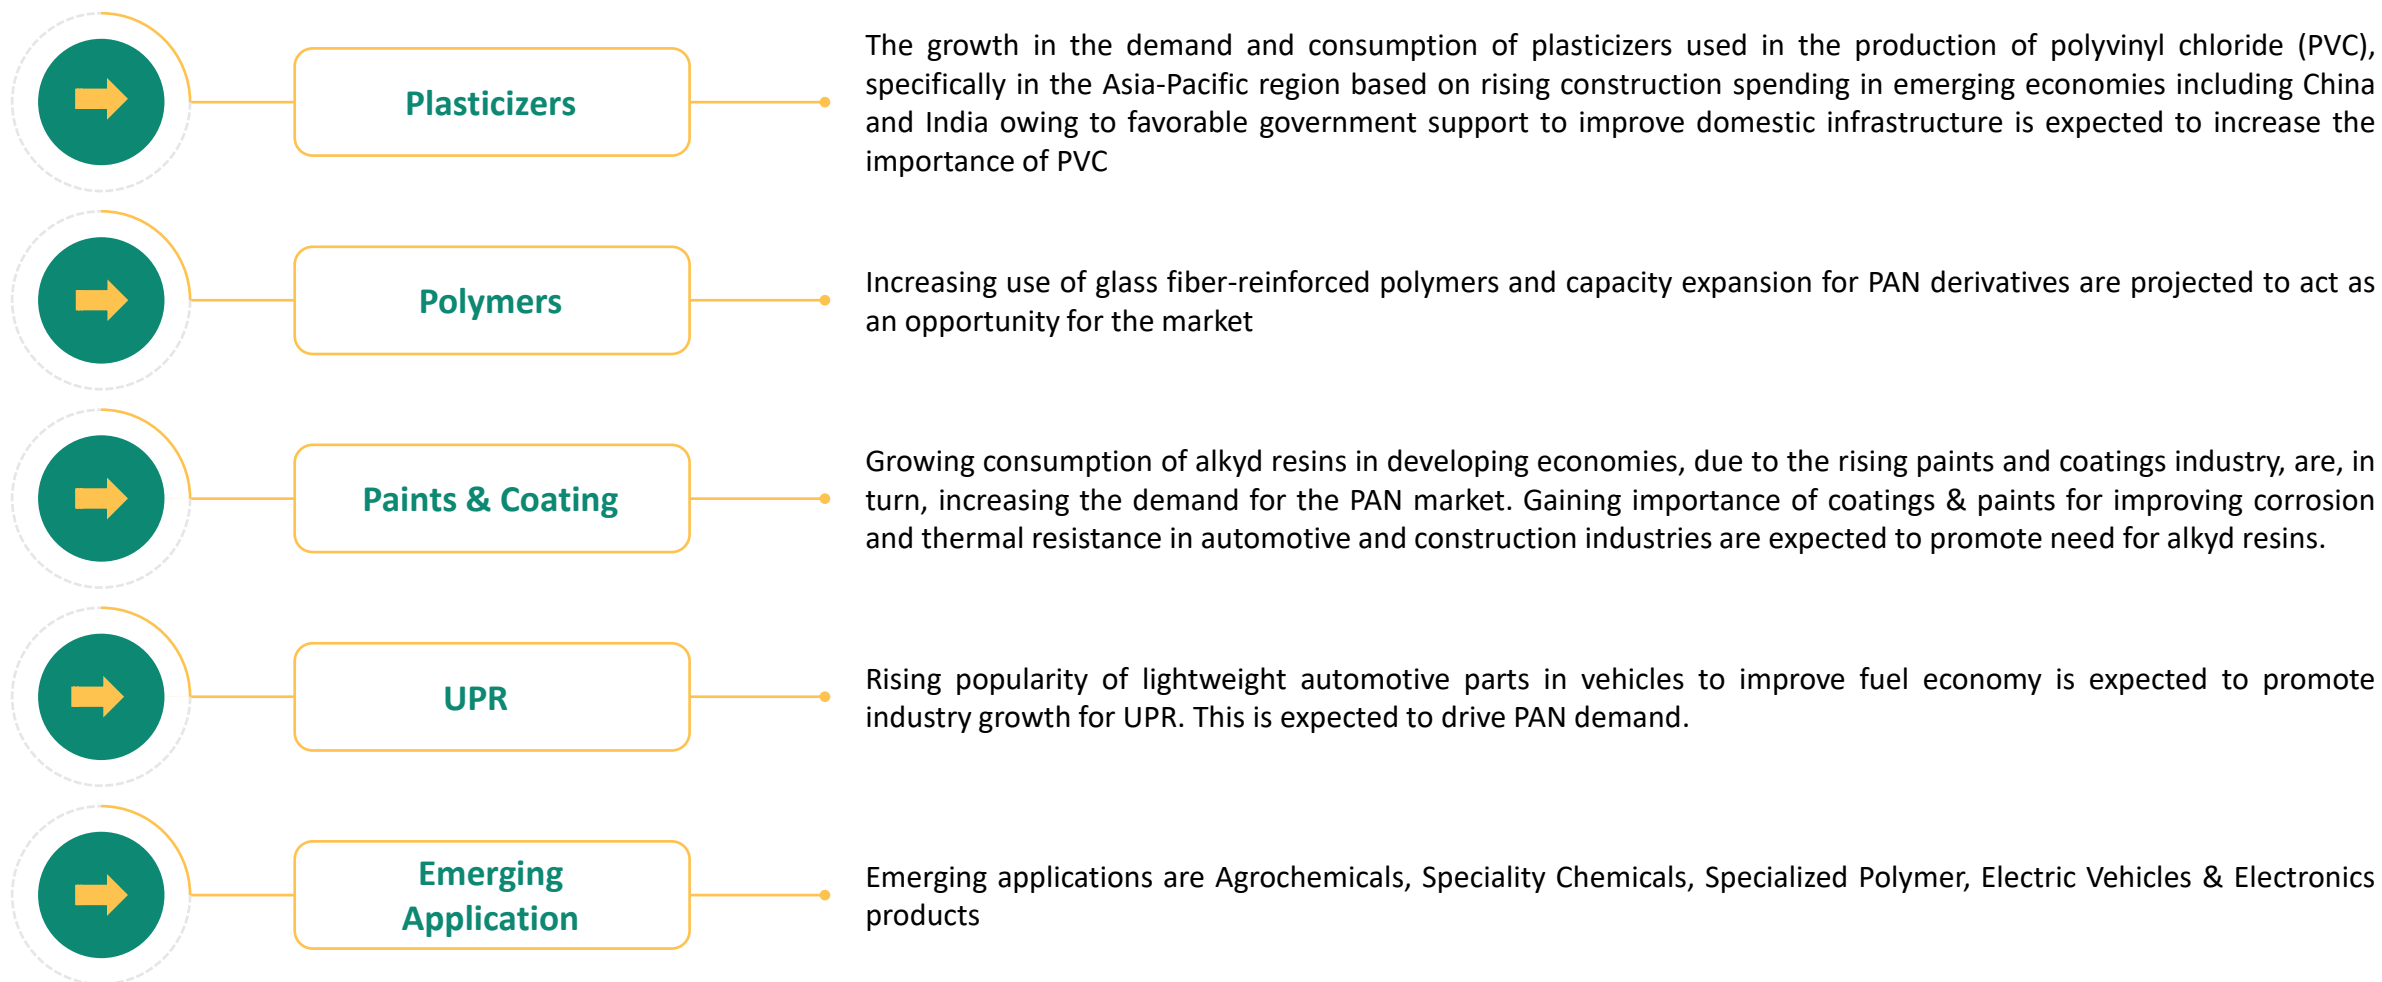 Plasticizers
The growth in the demand and consumption of plasticizers used in the production of polyvinyl chloride (PVC),
specifically in the Asia-Pacific region based on rising construction spending in emerging economies including China
and India owing to favorable government support to improve domestic infrastructure is expected to increase the
importance of PVC
Polymers
Increasing use of glass fiber-reinforced polymers and capacity expansion for PAN derivatives are projected to act as
an opportunity for the market
Paints & Coating
Growing consumption of alkyd resins in developing economies, due to the rising paints and coatings industry, are, in
turn, increasing the demand for the PAN market. Gaining importance of coatings & paints for improving corrosion
and thermal resistance in automotive and construction industries are expected to promote need for alkyd resins.
UPR
Rising popularity of lightweight automotive parts in vehicles to improve fuel economy is expected to promote
industry growth for UPR. This is expected to drive PAN demand.
Emerging
Application
Emerging applications are Agrochemicals, Speciality Chemicals, Specialized Polymer, Electric Vehicles & Electronics
products